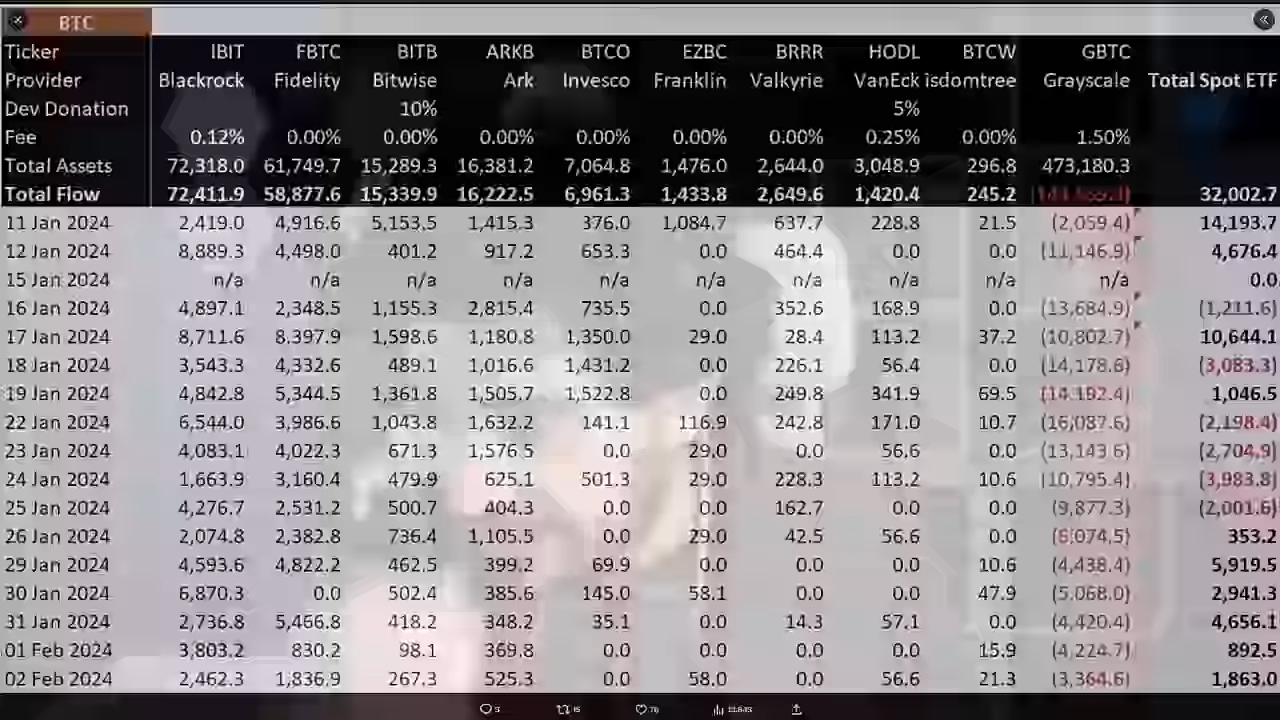 BTC
Ticker IBIT FBTC BITB ARKB BTCO EZBC BRRR HODL BTCW GBTC
Provider Blackrock Fidelity Bitwise Ark Invesco Franklin Valkyrie VanEck isdomtree Grayscale Total Spot ETF
Dev Donation 10% 5%
Fee 0.12% 0.00% 0.00% 0.00% 0.00% 0.00% 0.00% 0.25% 0.00% 1.50%
Total Assets 72,318.0 61,749.7 15,289.3 16,381.2 7,064.8 1,476.0 2,644.0 3,048.9 296.8 473,180.3
Total Flow 72,411.9 58,877.6 15,339.9 16,222.5 6,961.3 1,433.8 2,649.6 1,420.4 245.2 32,002.7
11 Jan 2024 2,419.0 4,916.6 5,153.5 1,415.3 376.0 1,084.7 637.7 228.8 21.5 (2,059.4) 14,193.7
12 Jan 2024 8,889.3 4,498.0 401.2 917.2 653.3 0.0 464.4 0.0 0.0 (11,146.9) 4,676.4
15 Jan 2024 n/a n/a n/a n/a n/a n/a n/a n/a n/a n/a 0.0
16 Jan 2024 4,897.1 2,348.5 1,155.3 2,815.4 735.5 0.0 352.6 168.9 0.0 (13,684.9) (1,211.6)
17 Jan 2024 8,711.6 8,397.9 1,598.6 1,180.8 1,350.0 29.0 28.4 113.2 37.2 (10,802.7) 10,644.1
18 Jan 2024 3,543.3 4,332.6 489.1 1,016.6 1,431.2 0.0 226.1 56.4 0.0 (14,178.6) (3,083.3)
19 Jan 2024 4,842.8 5,344.5 1,361.8 1,505.7 1,522.8 0.0 249.8 341.9 69.5 (14,192.4) 1,046.5
22 Jan 2024 6,544.0 3,986.6 1,043.8 1,632.2 141.1 116.9 242.8 171.0 10.7 (16,087.6) (2,198.4)
23 Jan 2024 4,083.1 4,022.3 671.3 1,576.5 0.0 29.0 0.0 56.6 0.0 (13,143.6) (2,704.9)
24 Jan 2024 1,663.9 3,160.4 479.9 625.1 501.3 29.0 228.3 113.2 10.6 (10,795.4) (3,983.8)
25 Jan 2024 4,276.7 2,531.2 500.7 404.3 0.0 0.0 162.7 0.0 0.0 (9,877.3) (2,001.6)
26 Jan 2024 2,074.8 2,382.8 736.4 1,105.5 0.0 29.0 42.5 56.6 0.0 (6,074.5) 353.2
29 Jan 2024 4,593.6 4,822.2 462.5 399.2 69.9 0.0 0.0 0.0 10.6 (4,438.4) 5,919.5
30 Jan 2024 6,870.3 0.0 502.4 385.6 145.0 58.1 0.0 0.0 47.9 (5,068.0) 2,941.3
31 Jan 2024 2,736.8 5,466.8 418.2 348.2 35.1 0.0 14.3 57.1 0.0 (4,420.4) 4,656.1
01 Feb 2024 3,803.2 830.2 98.1 369.8 0.0 0.0 0.0 0.0 15.9 (4,224.7) 892.5
02 Feb 2024 2,462.3 1,836.9 267.3 525.3 0.0 58.0 0.0 56.6 21.3 (3,364.6) 1,863.0